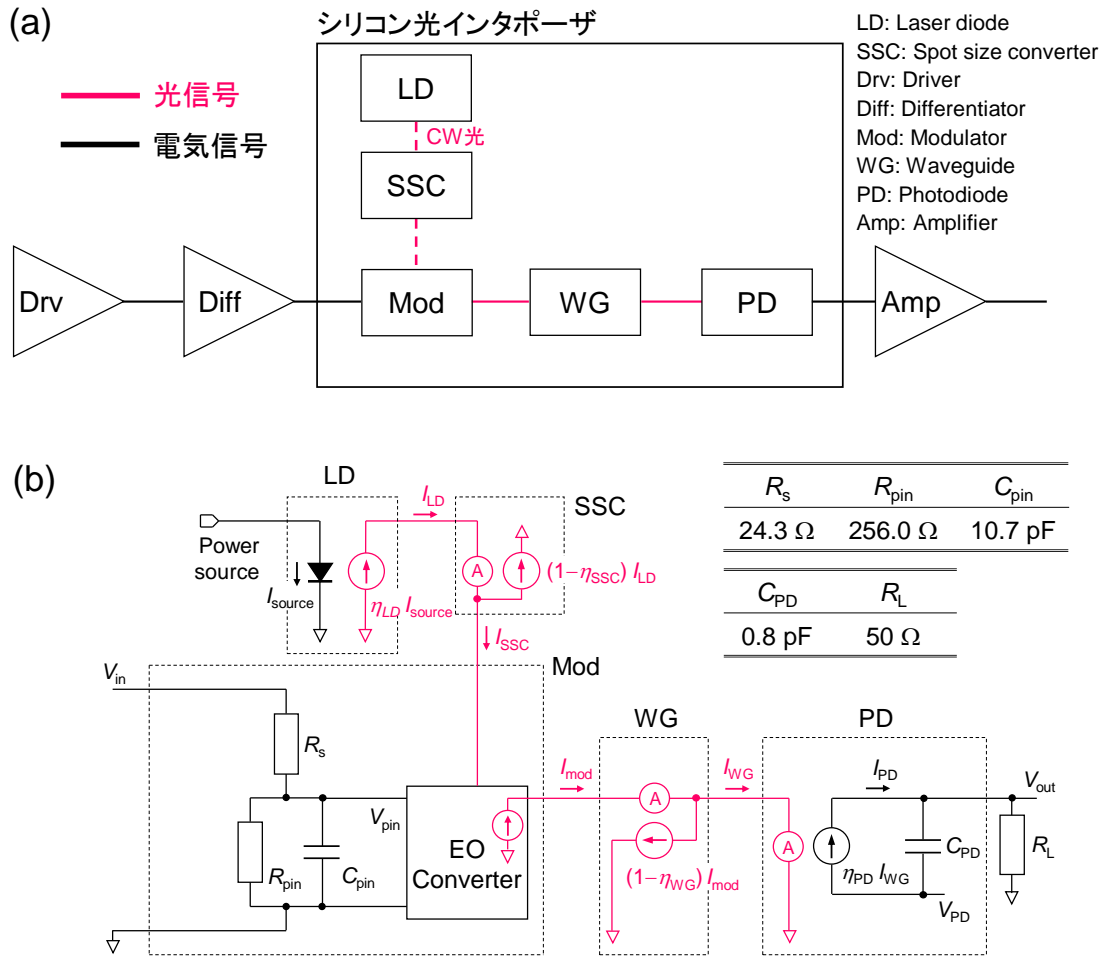 (a)
シリコン光インタポーザ
光信号
電気信号
LD
CW光
SSC
Drv
Diff
Mod
WG
PD
Amp
LD: Laser diode
SSC: Spot size converter
Drv: Driver
Diff: Differentiator
Mod: Modulator
WG: Waveguide
PD: Photodiode
Amp: Amplifier
(b)
LD
Power
source
I_source
η_LD I_source
I_LD
SSC
A
(1−η_SSC) I_LD
I_SSC
R_s R_pin C_pin
24.3 Ω 256.0 Ω 10.7 pF
C_PD R_L
0.8 pF 50 Ω
Mod
V_in
R_s
R_pin
C_pin
V_pin
EO
Converter
I_mod
WG
A
(1−η_WG) I_mod
I_WG
PD
A
I_PD
η_PD I_WG
C_PD
V_PD
V_out
R_L